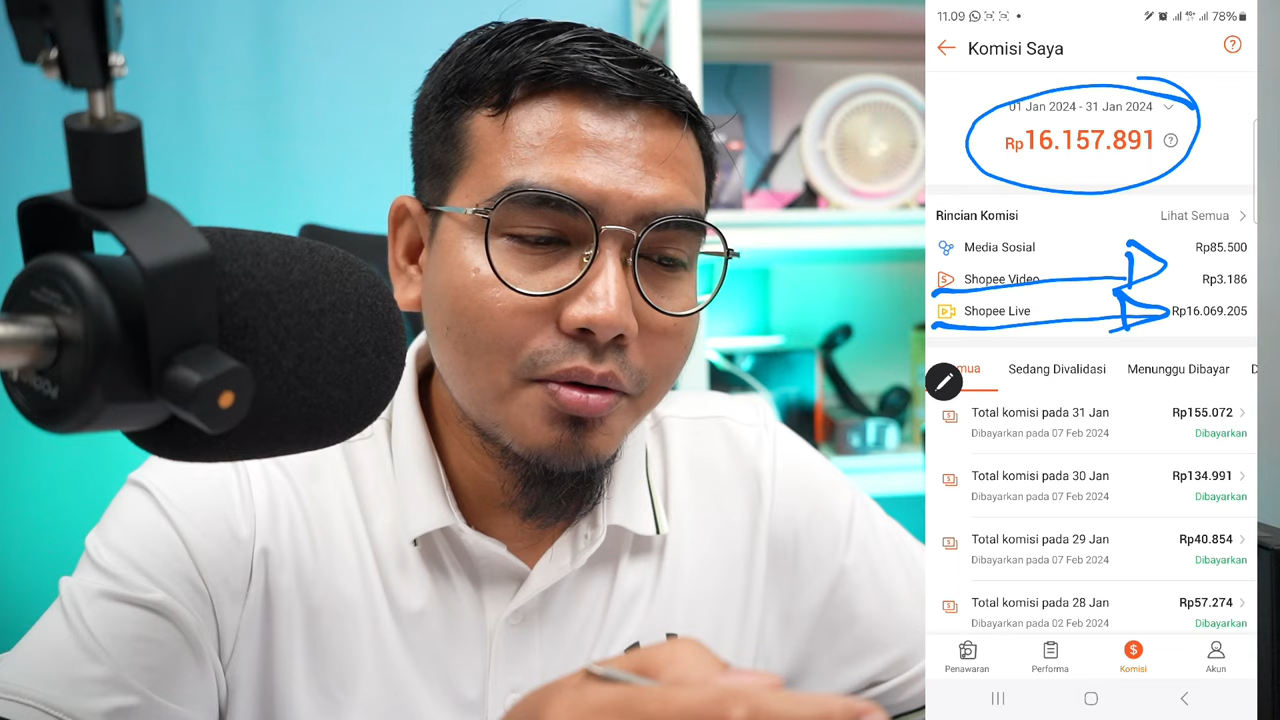 11.09
4G+
78%
Komisi Saya
?
01 Jan 2024 - 31 Jan 2024
Rp16.157.891
?
Rincian Komisi
Lihat Semua
Media Sosial
Rp85.500
Shopee Video
Rp3.186
Shopee Live
Rp16.069.205
Sedang Divalidasi
Menunggu Dibayar
Total komisi pada 31 Jan
Rp155.072
Dibayarkan pada 07 Feb 2024
Dibayarkan
Total komisi pada 30 Jan
Rp134.991
Dibayarkan pada 07 Feb 2024
Dibayarkan
Total komisi pada 29 Jan
Rp40.854
Dibayarkan pada 07 Feb 2024
Dibayarkan
Total komisi pada 28 Jan
Rp57.274
Dibayarkan pada 02 Feb 2024
Dibayarkan
Penawaran
Performa
Komisi
Akun